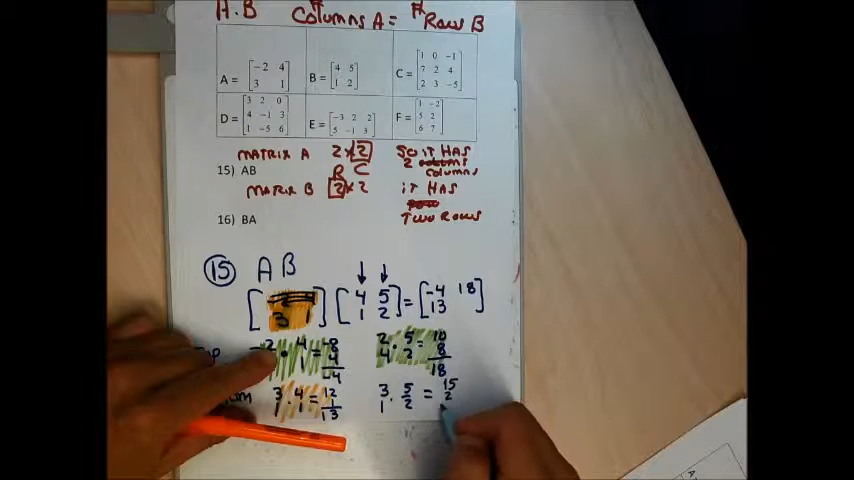 A.B # Columns A = # Rows B
A = [-2 4 B = [4 5 C = [1 0 -1
3 1] 1 2] 7 2 4
2 3 -5]
D = [3 2 0 E = [-3 2 2 F = [1 -2
4 -1 3 5 -1 3] 5 2
1 -5 6] 6 7]
MATRIX A 2x2 SO IT HAS
R C 2 columns
15) AB
MATRIX B 2x2 iT HAS
16) BA TWO ROWS
15 AB
[ 3 1] [4 5 = [-4 18
1 2] 13 ]
2 · 4 = -8 2 · 5 = 10
1 4 4 2 8
-4 18
3 · 4 = 12 3 · 5 = 15
1 1 1 1 2 2
13